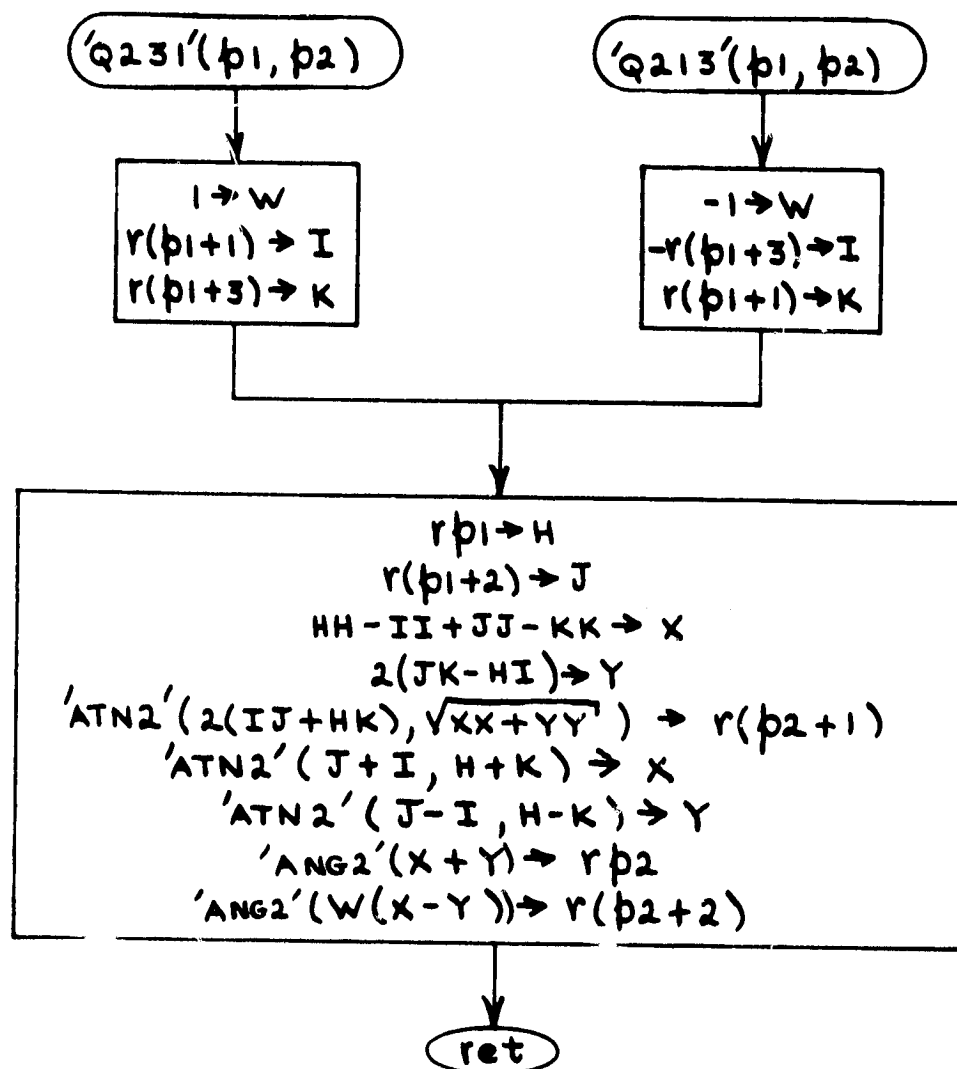 'Q231'(p1, p2)
'Q213'(p1, p2)
1 → W
r(p1+1) → I
r(p1+3) → K
-1 → W
-r(p1+3) → I
r(p1+1) → K
rp1 → H
r(p1+2) → J
HH-II+JJ-KK → X
2(JK-HI) → Y
'ATN2'(2(IJ+HK), √XX+YY) → r(p2+1)
'ATN2'(J+I, H+K) → X
'ATN2'(J-I, H-K) → Y
'ANG2'(X+Y) → rp2
'ANG2'(W(X-Y)) → r(p2+2)
ret